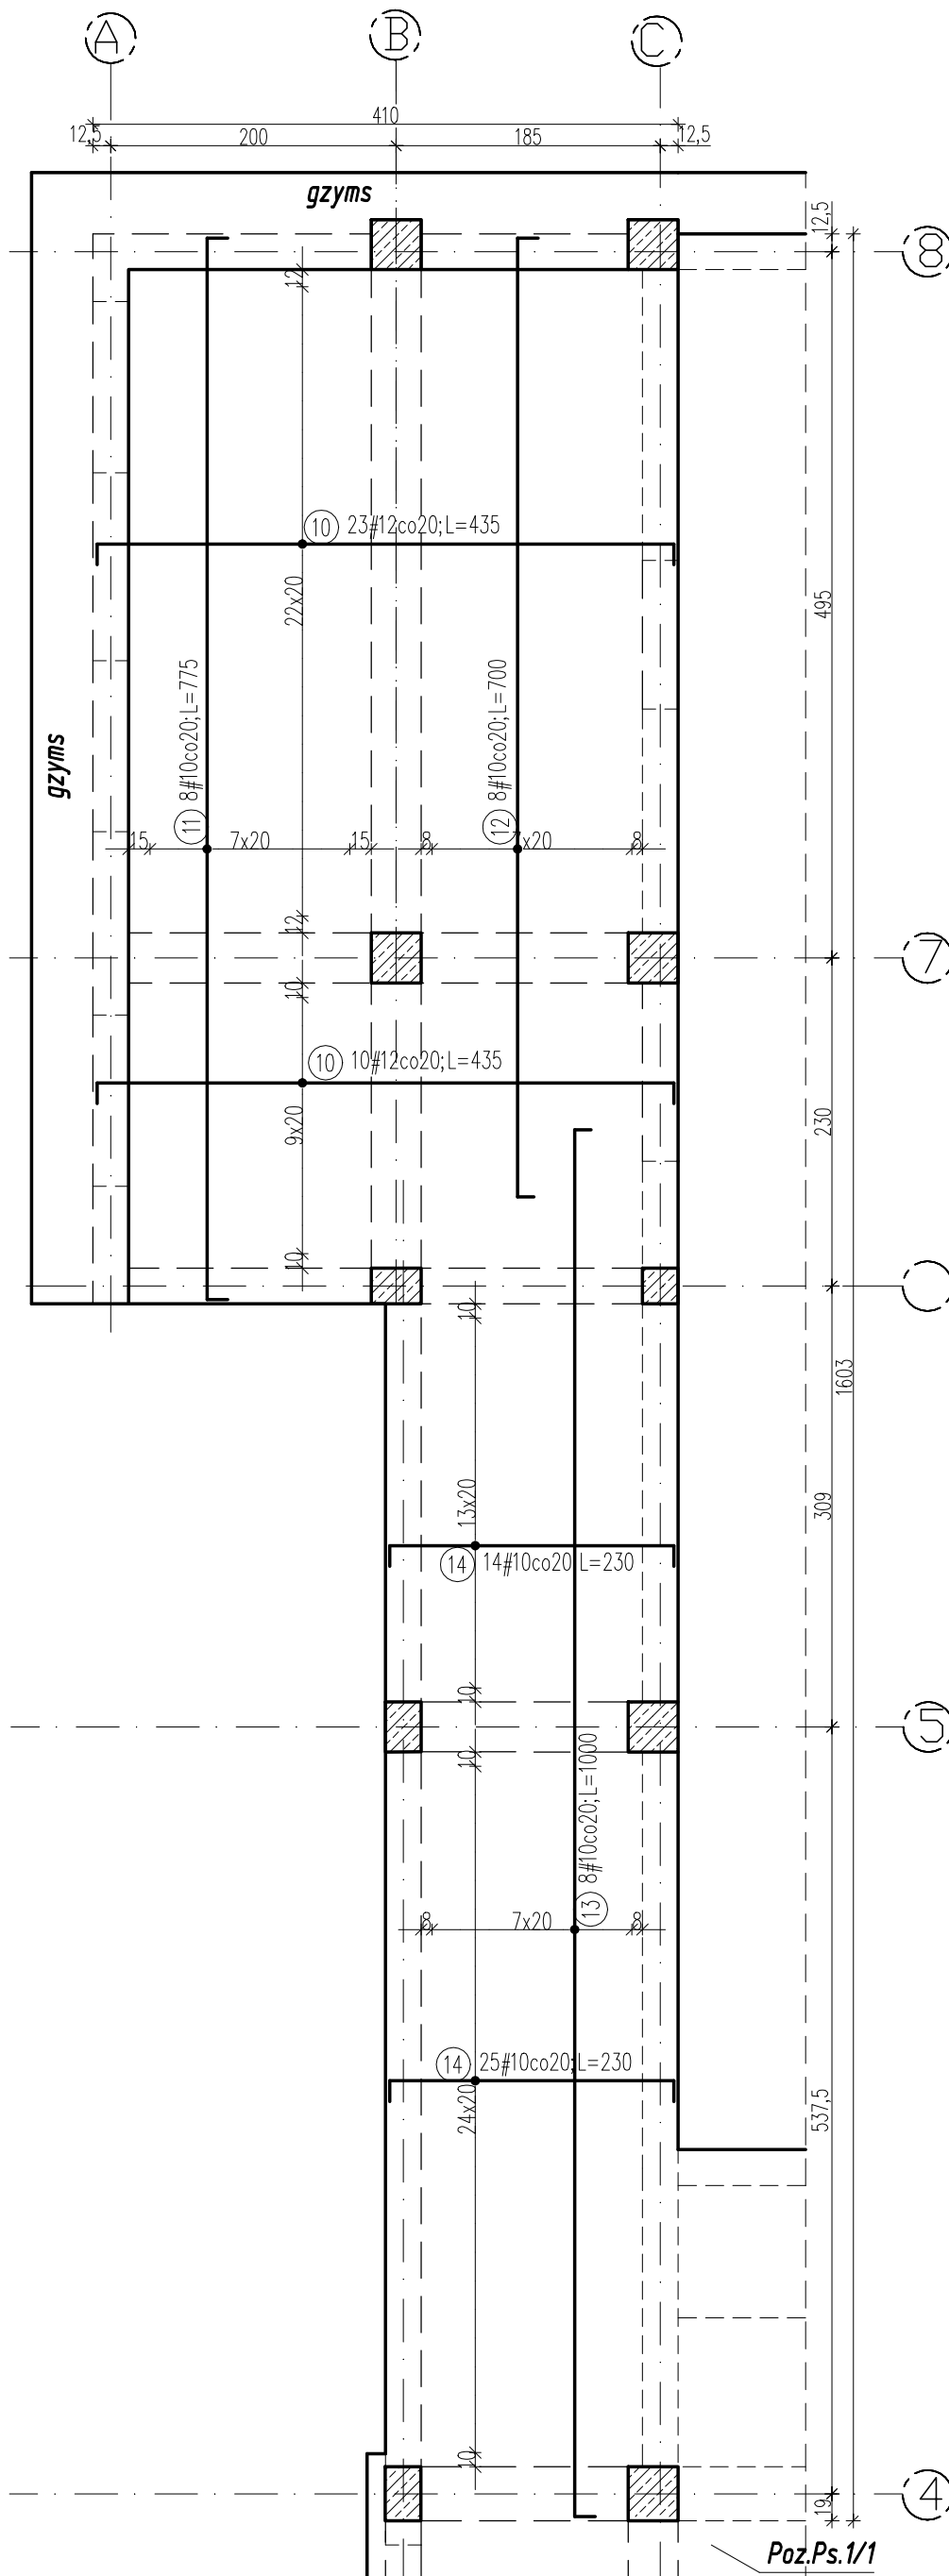 A B C
410
12,5 200 185 12,5
gzyms
12,5
8
12
10 23#12co20;L=435
22x20
495
8#10co20;L=775
8#10co20;L=700
gzyms
11
12
15 7x20 15 8 7x20 8
12
7
10
10 10#12co20;L=435
9x20
230
10
10
1603
13x20
309
14 14#10co20;L=230
10
5
10
8#10co20;L=1000
13
8 7x20 8
14 25#10co20;L=230
24x20
537,5
10
4
19
Poz.Ps.1/1